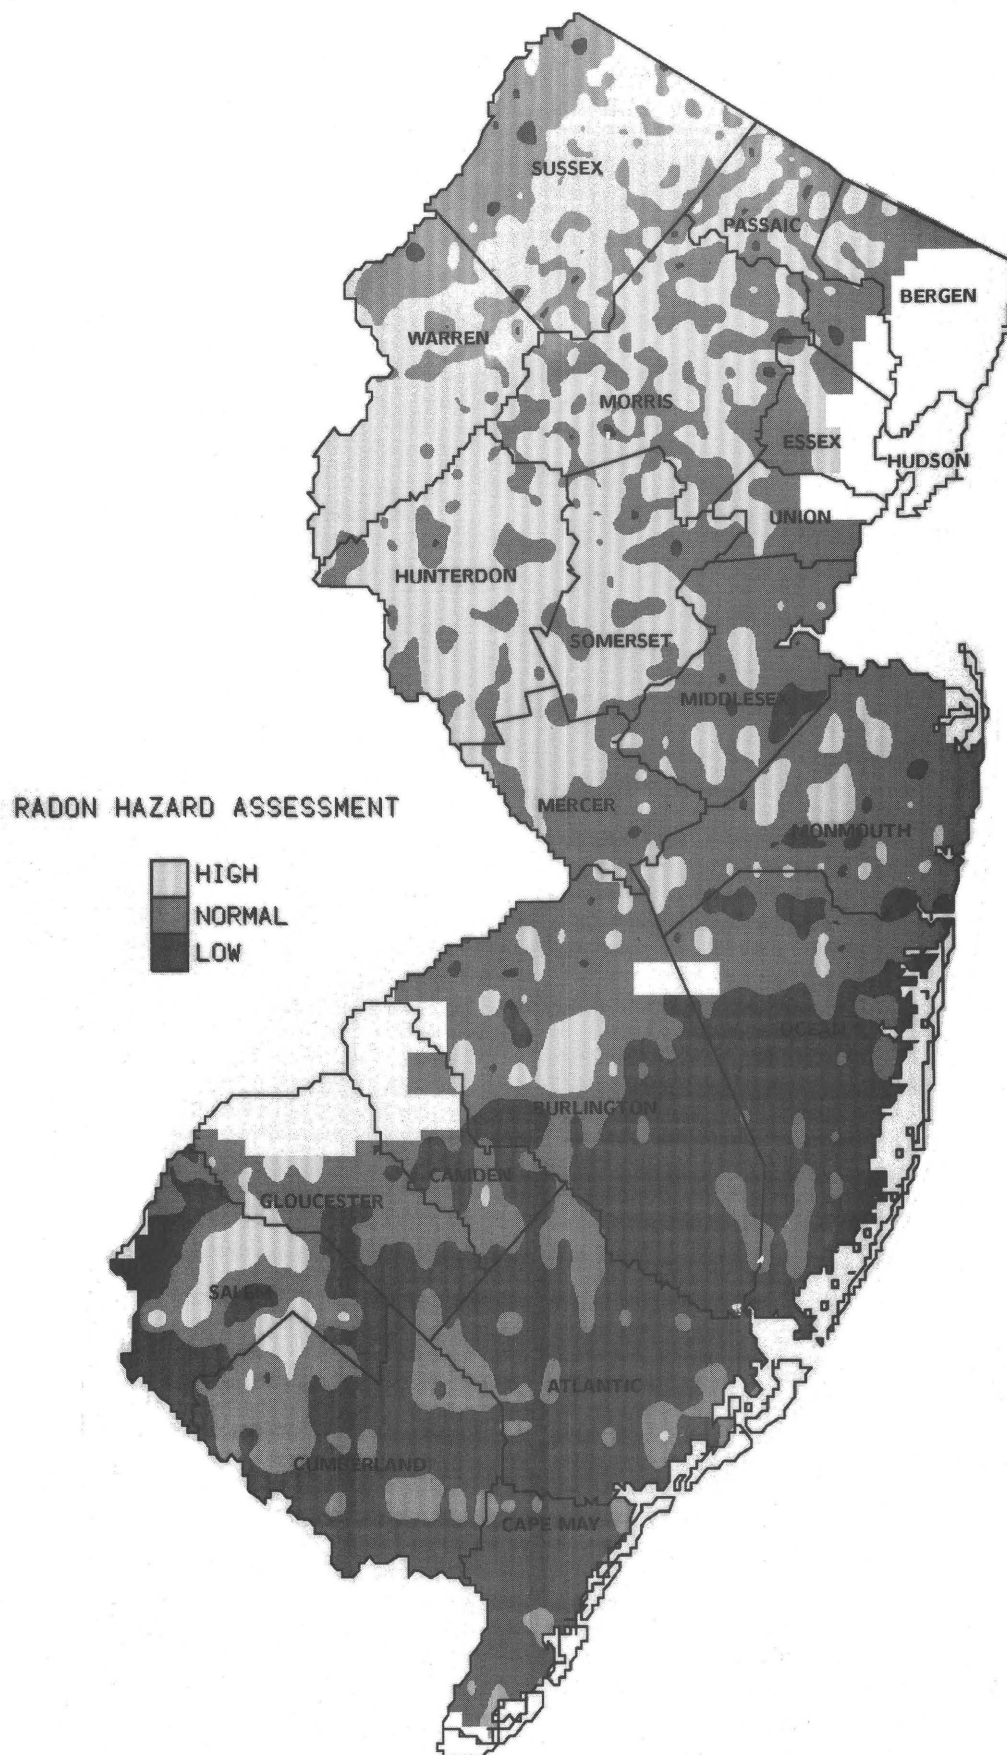 SUSSEX
PASSAIC
BERGEN
WARREN
MORRIS
ESSEX
HUDSON
UNION
HUNTERDON
SOMERSET
MIDDLESEX
RADON HAZARD ASSESSMENT
HIGH
NORMAL
LOW
MERCER
MONMOUTH
OCEAN
BURLINGTON
CAMDEN
GLOUCESTER
SALEM
ATLANTIC
CUMBERLAND
CAPE MAY